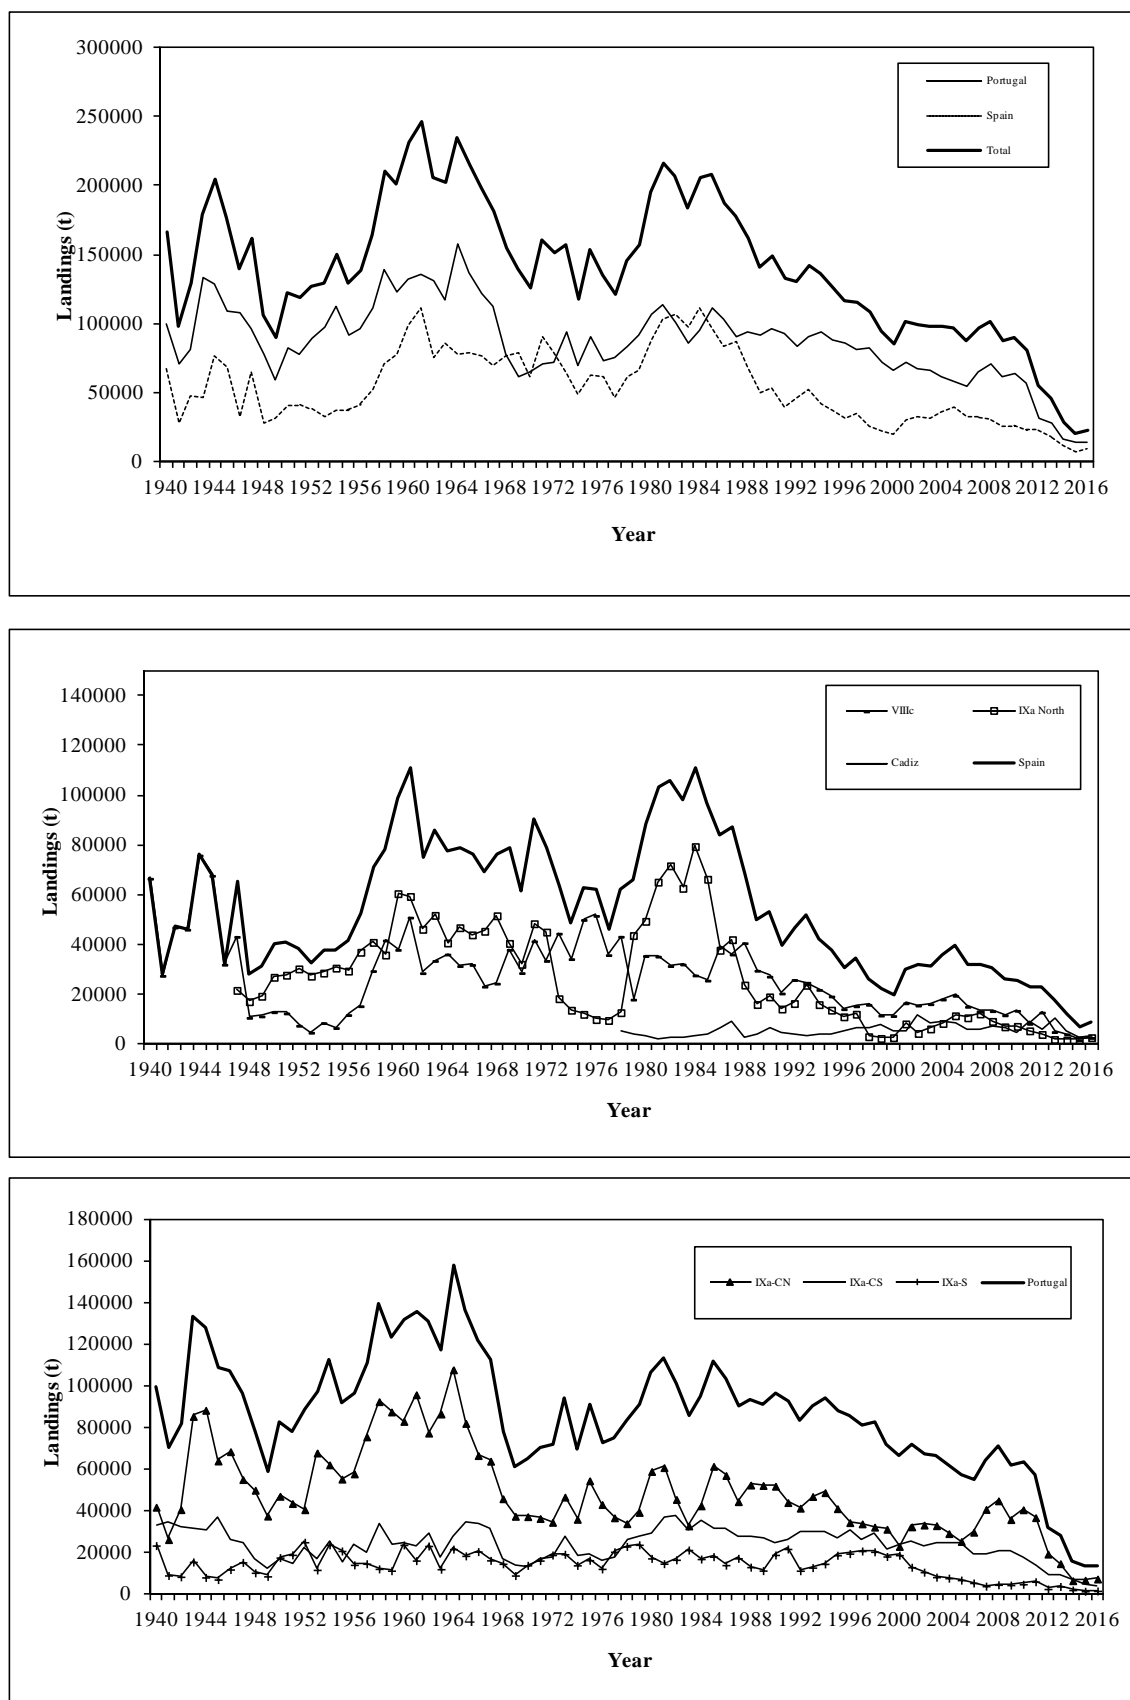 300000
250000
200000
150000
100000
50000
0
Landings (t)
Portugal
Spain
Total
1940 1944 1948 1952 1956 1960 1964 1968 1972 1976 1980 1984 1988 1992 1996 2000 2004 2008 2012 2016
Year
140000
120000
100000
80000
60000
40000
20000
0
Landings (t)
VIIIc IXa North
Cadiz Spain
1940 1944 1948 1952 1956 1960 1964 1968 1972 1976 1980 1984 1988 1992 1996 2000 2004 2008 2012 2016
Year
180000
160000
140000
120000
100000
80000
60000
40000
20000
0
Landings (t)
IXa-CN IXa-CS IXa-S Portugal
1940 1944 1948 1952 1956 1960 1964 1968 1972 1976 1980 1984 1988 1992 1996 2000 2004 2008 2012 2016
Year